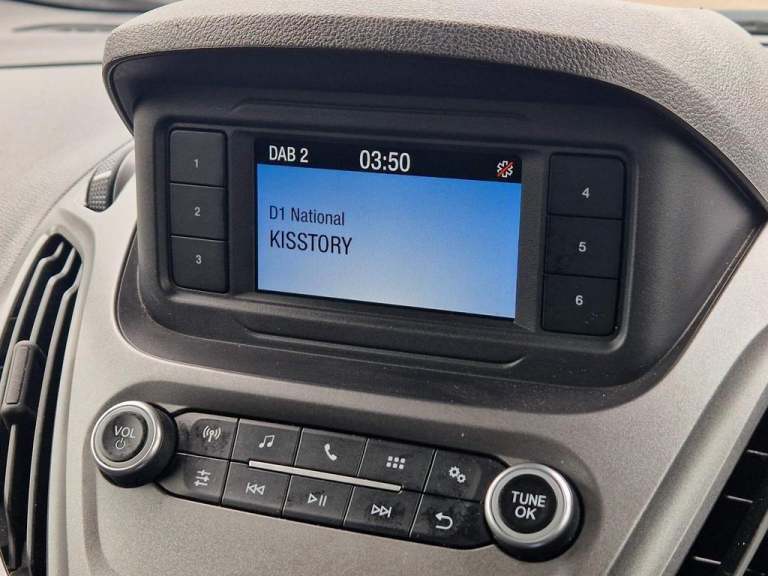 DAB 2 03:50
D1 National
KISSTORY
1
2
3
4
5
6
VOL
TUNE
OK